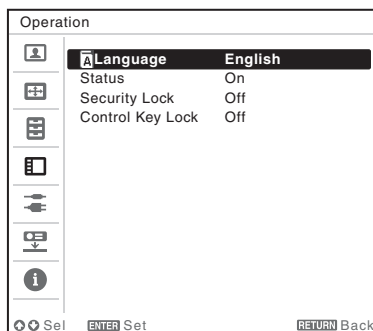 Operation
A Language English
Status On
Security Lock Off
Control Key Lock Off
Sel ENTER Set RETURN Back